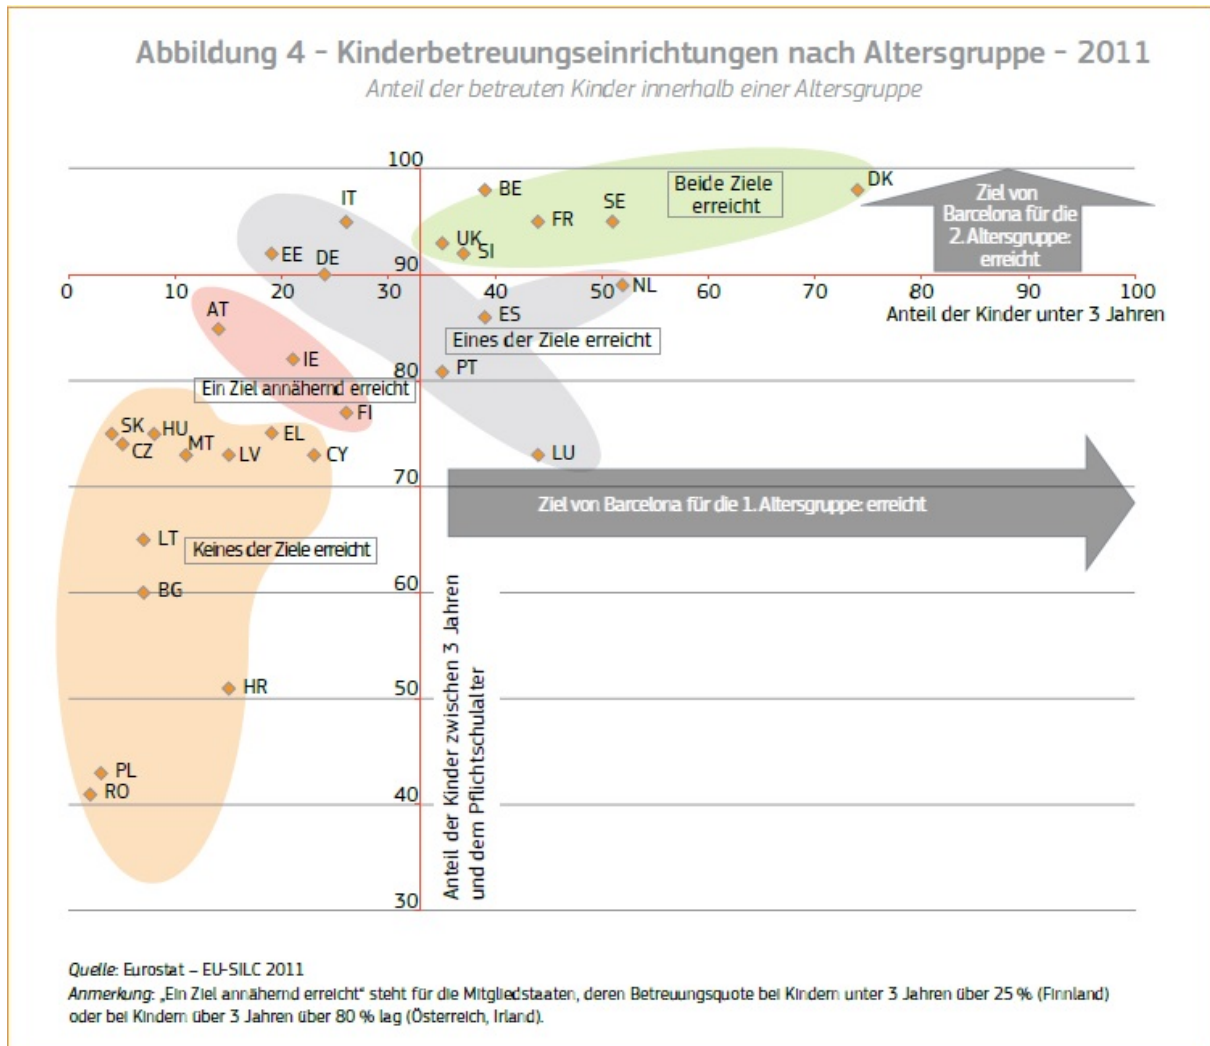 Abbildung 4 – Kinderbetreuungseinrichtungen nach Altersgruppe – 2011
Anteil der betreuten Kinder innerhalb einer Altersgruppe
100
IT
BE
Beide Ziele
erreicht
SE
FR
DK
Ziel von
Barcelona für die
2. Altersgruppe:
erreicht
UK
SI
EE
DE
90
0
10
20
30
40
50
60
70
80
90
100
NL
Anteil der Kinder unter 3 Jahren
AT
ES
Eines der Ziele erreicht
IE
PT
80
Ein Ziel annähernd erreicht
FI
SK
HU
EL
CZ
MT
LV
CY
LU
70
Ziel von Barcelona für die 1. Altersgruppe: erreicht
LT
Keines der Ziele erreicht
BG
60
HR
50
PL
RO
40
30
Anteil der Kinder zwischen 3 Jahren
und dem Pflichtschulalter
Quelle: Eurostat – EU-SILC 2011
Anmerkung: „Ein Ziel annähernd erreicht“ steht für die Mitgliedstaaten, deren Betreuungsquote bei Kindern unter 3 Jahren über 25 % (Finnland)
oder bei Kindern über 3 Jahren über 80 % lag (Österreich, Irland).